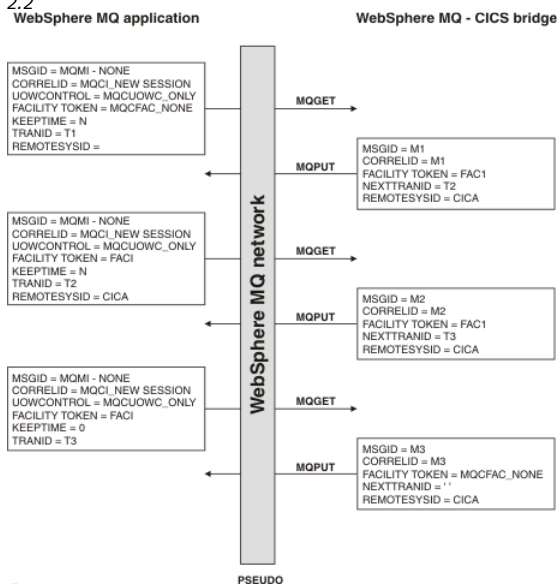 2.2
WebSphere MQ application
WebSphere MQ - CICS bridge
MSGID = MQMI - NONE
CORRELID = MQCI_NEW SESSION
UOWCONTROL = MQCUOWC_ONLY
FACILITY TOKEN = MQCFAC_NONE
KEEPTIME = N
TRANID = T1
REMOTESYSID =
MQGET
MQPUT
MSGID = M1
CORRELID = M1
FACILITY TOKEN = FAC1
NEXTTRANID = T2
REMOTESYSID = CICA
MSGID = MQMI - NONE
CORRELID = MQCI_NEW SESSION
UOWCONTROL = MQCUOWC_ONLY
FACILITY TOKEN = FACI
KEEPTIME = N
TRANID = T2
REMOTESYSID = CICA
WebSphere MQ network
MQGET
MQPUT
MSGID = M2
CORRELID = M2
FACILITY TOKEN = FAC1
NEXTTRANID = T3
REMOTESYSID = CICA
MSGID = MQMI - NONE
CORRELID = MQCI_NEW SESSION
UOWCONTROL = MQCUOWC_ONLY
FACILITY TOKEN = FACI
KEEPTIME = 0
TRANID = T3
MQGET
MQPUT
MSGID = M3
CORRELID = M3
FACILITY TOKEN = MQCFAC_NONE
NEXTTRANID = ' '
REMOTESYSID = CICA
PSEUDO